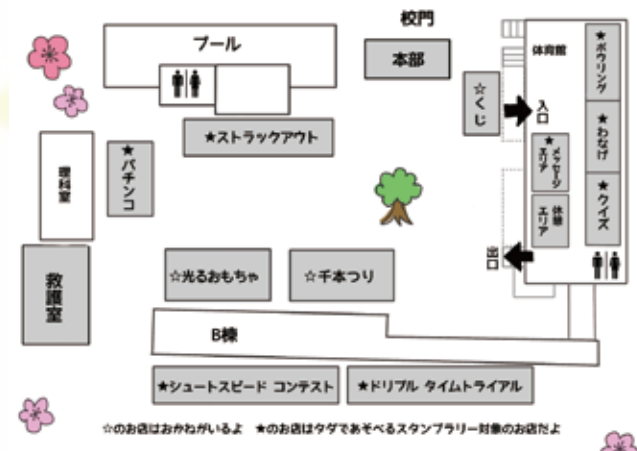 校門
プール
本部
体育館
★ボウリング
☆くじ
入口
★ストラックアウト
★わなげ
★メッセージ
エリア
理科室
★パチンコ
★クイズ
休憩
エリア
出口
救護室
☆光るおもちゃ
☆千本つり
B棟
★シュートスピード コンテスト
★ドリブル タイムトライアル
☆のお店はおかねがいるよ ★のお店はタダであそべるスタンプラリー対象のお店だよ